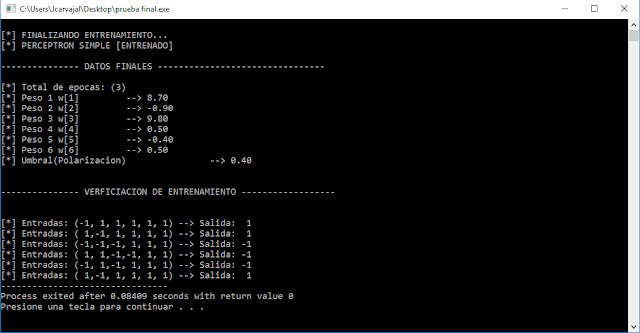 C:\Users\Jcarvajal\Desktop\prueba final.exe
[*] FINALIZANDO ENTRENAMIENTO...
[*] PERCEPTRON SIMPLE [ENTRENADO]
--------------- DATOS FINALES --------------------------------
[*] Total de epocas: (3)
[*] Peso 1 w[1] --> 8.70
[*] Peso 2 w[2] --> -0.90
[*] Peso 3 w[3] --> 9.80
[*] Peso 4 w[4] --> 0.50
[*] Peso 5 w[5] --> -0.40
[*] Peso 6 w[6] --> 0.50
[*] Umbral(Polarizacion) --> 0.40
--------------- VERFICIACION DE ENTRENAMIENTO ------------------
[*] Entradas: (-1, 1, 1, 1, 1, 1) --> Salida:  1
[*] Entradas: ( 1,-1, 1, 1, 1, 1) --> Salida:  1
[*] Entradas: (-1,-1,-1, 1, 1, 1) --> Salida: -1
[*] Entradas: ( 1, 1,-1,-1, 1, 1) --> Salida: -1
[*] Entradas: (-1, 1,-1, 1, 1, 1) --> Salida: -1
[*] Entradas: ( 1,-1, 1, 1, 1, 1) --> Salida:  1
--------------------------------
Process exited after 0.08409 seconds with return value 0
Presione una tecla para continuar . . .